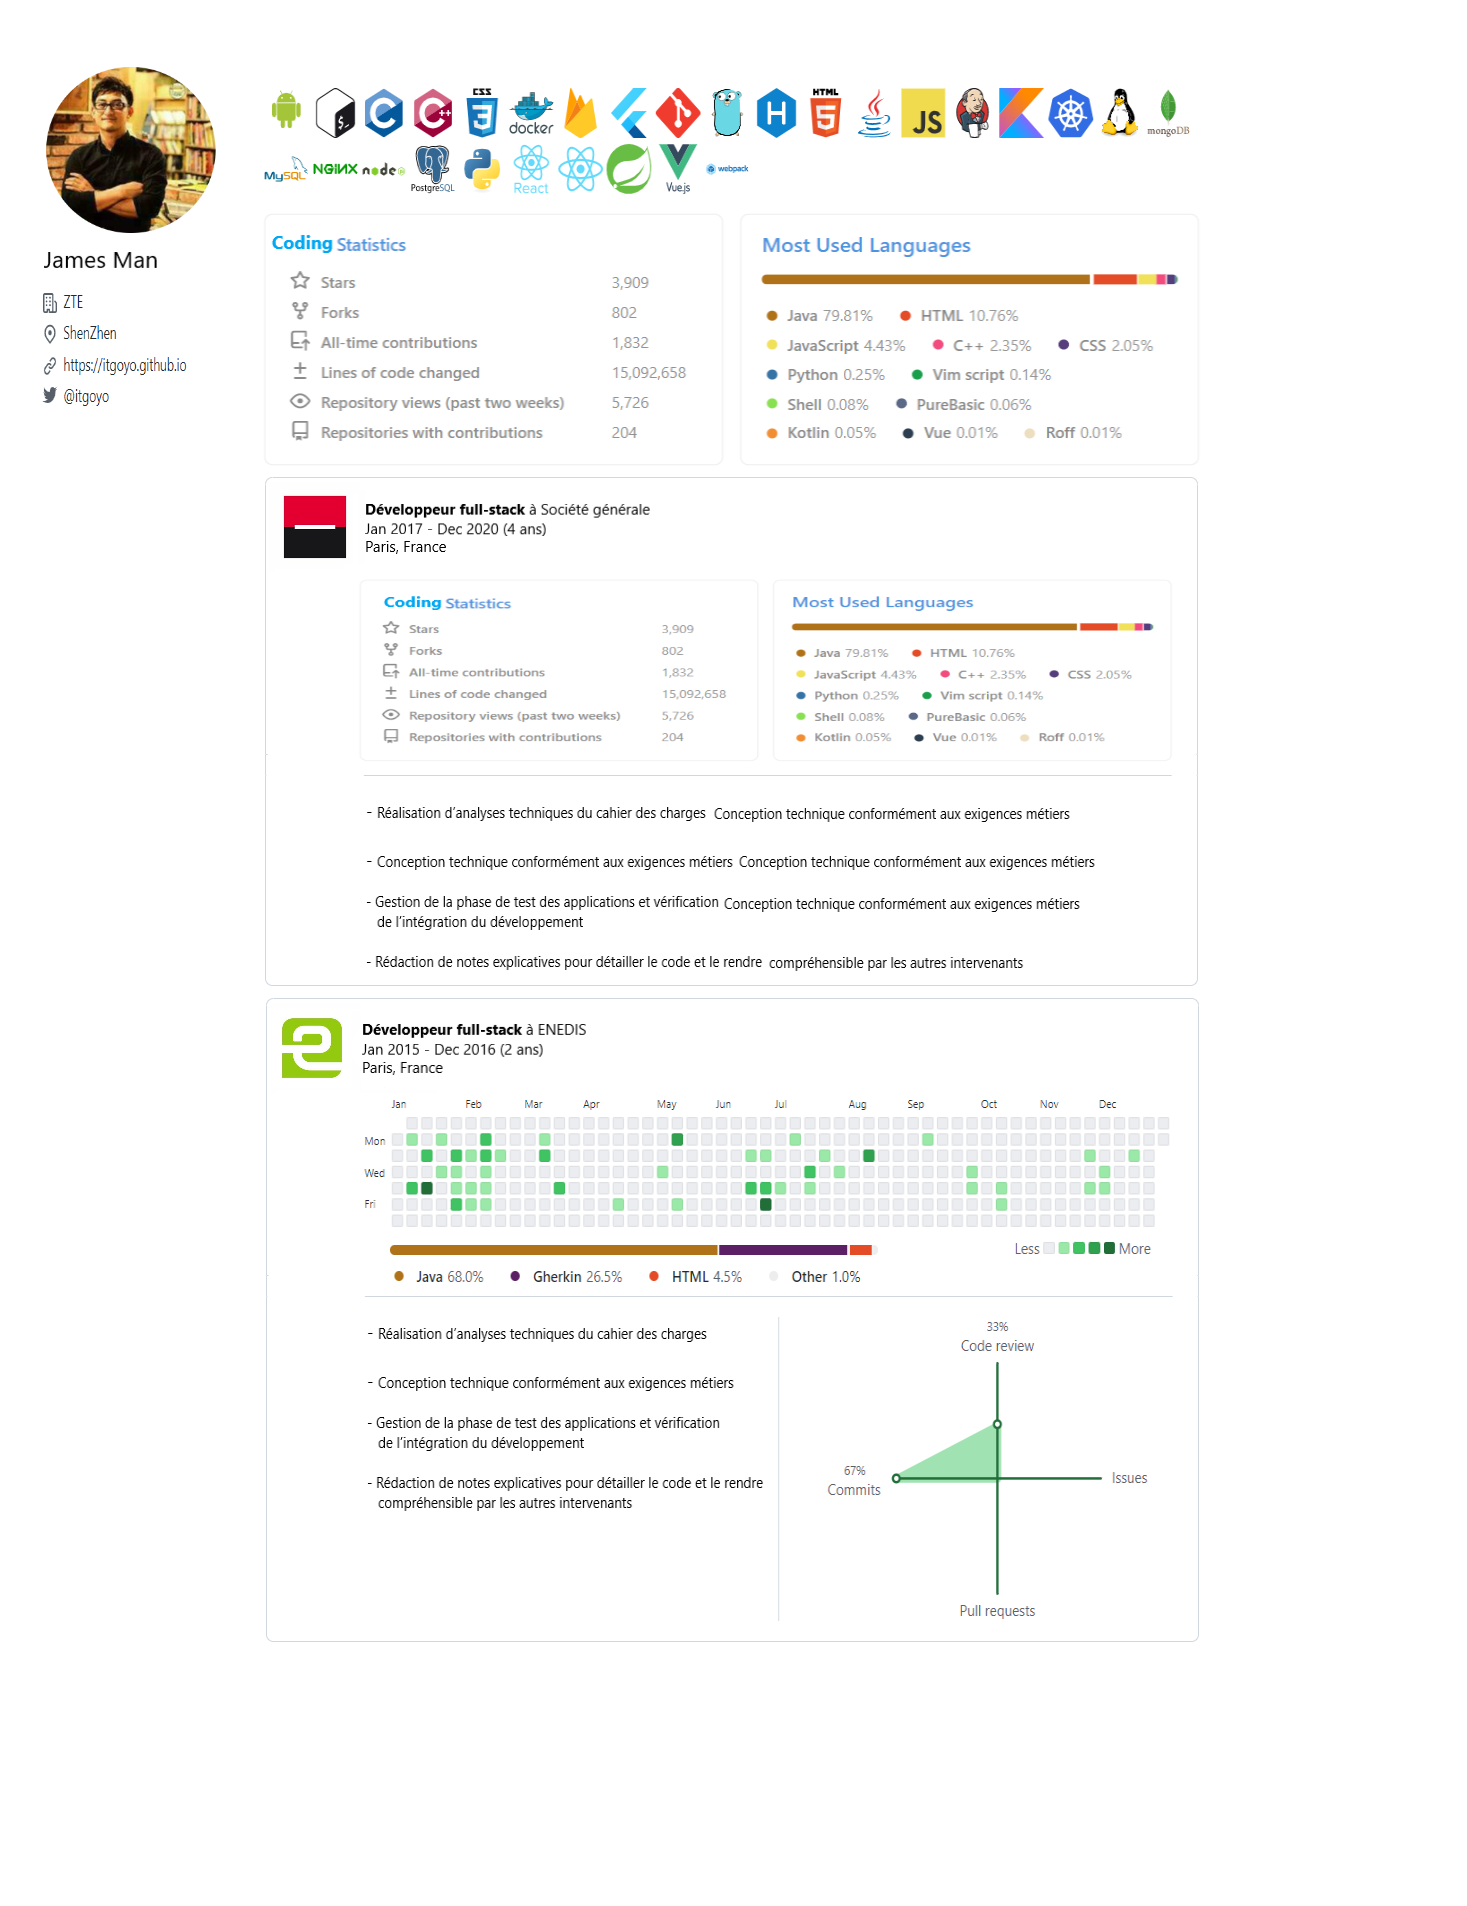 James Man
ZTE
ShenZhen
https://itgoyo.github.io
@itgoyo
CSS
docker
HTML
JS
mongoDB
MySQL
NGINX
node
PostgreSQL
React
Vue.js
webpack
Coding Statistics
Stars 3,909
Forks 802
All-time contributions 1,832
Lines of code changed 15,092,658
Repository views (past two weeks) 5,726
Repositories with contributions 204
Most Used Languages
Java 79.81% HTML 10.76%
JavaScript 4.43% C++ 2.35% CSS 2.05%
Python 0.25% Vim script 0.14%
Shell 0.08% PureBasic 0.06%
Kotlin 0.05% Vue 0.01% Roff 0.01%
Développeur full-stack à Société générale
Jan 2017 - Dec 2020 (4 ans)
Paris, France
Coding Statistics
Stars 3,909
Forks 802
All-time contributions 1,832
Lines of code changed 15,092,658
Repository views (past two weeks) 5,726
Repositories with contributions 204
Most Used Languages
Java 79.81% HTML 10.76%
JavaScript 4.43% C++ 2.35% CSS 2.05%
Python 0.25% Vim script 0.14%
Shell 0.08% PureBasic 0.06%
Kotlin 0.05% Vue 0.01% Roff 0.01%
- Réalisation d'analyses techniques du cahier des charges Conception technique conformément aux exigences métiers
- Conception technique conformément aux exigences métiers Conception technique conformément aux exigences métiers
- Gestion de la phase de test des applications et vérification Conception technique conformément aux exigences métiers
de l'intégration du développement
- Rédaction de notes explicatives pour détailler le code et le rendre compréhensible par les autres intervenants
Développeur full-stack à ENEDIS
Jan 2015 - Dec 2016 (2 ans)
Paris, France
Jan Feb Mar Apr May Jun Jul Aug Sep Oct Nov Dec
Mon
Wed
Fri
Less More
Java 68.0% Gherkin 26.5% HTML 4.5% Other 1.0%
- Réalisation d'analyses techniques du cahier des charges
- Conception technique conformément aux exigences métiers
- Gestion de la phase de test des applications et vérification
de l'intégration du développement
- Rédaction de notes explicatives pour détailler le code et le rendre
compréhensible par les autres intervenants
33%
Code review
67%
Commits
Issues
Pull requests